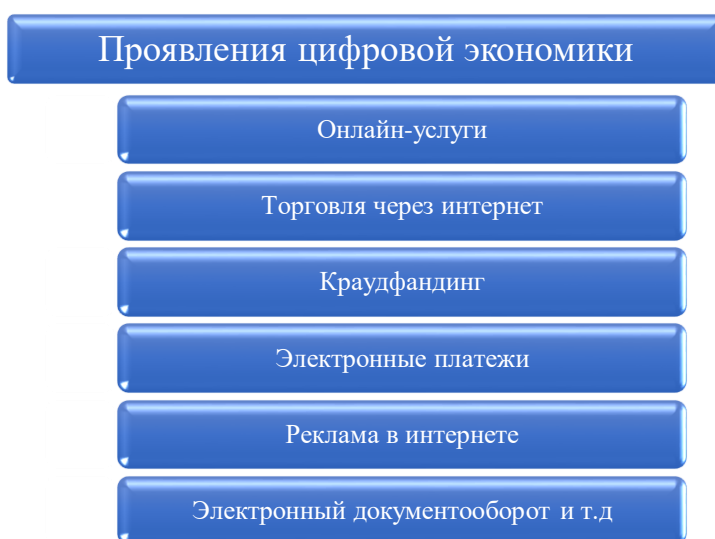 Проявления цифровой экономики
Онлайн-услуги
Торговля через интернет
Краудфандинг
Электронные платежи
Реклама в интернете
Электронный документооборот и т.д